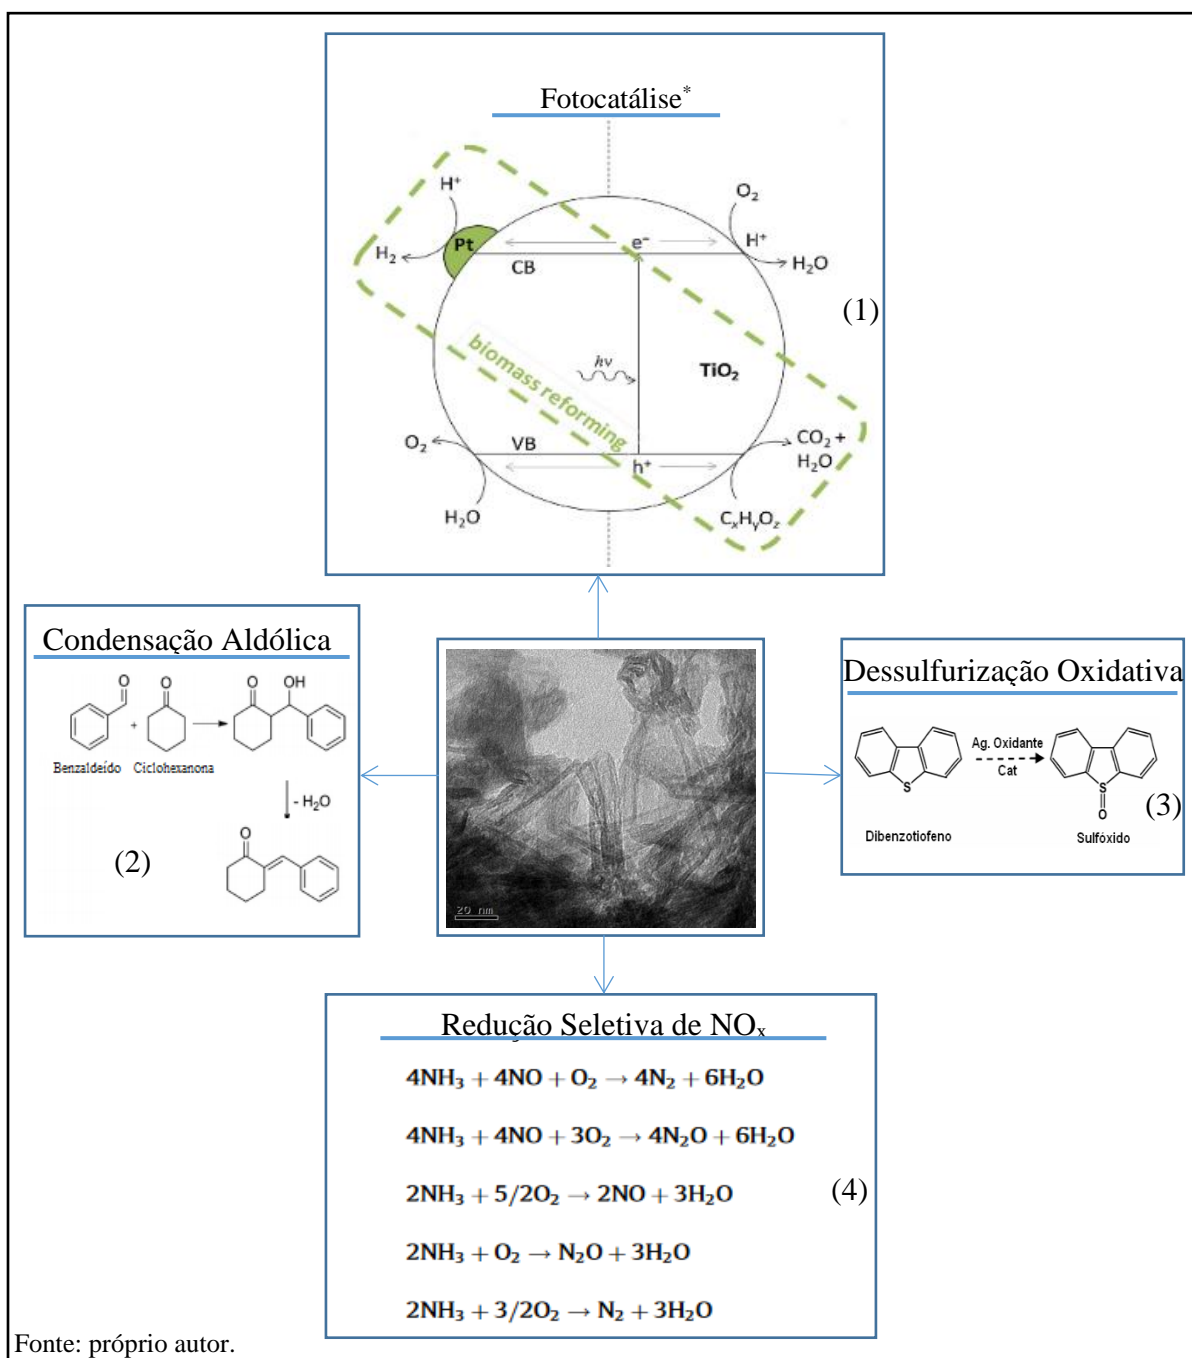 Fotocatálise*
H⁺
O₂
Pt
e⁻
H⁺
H₂
CB
H₂O
(1)
biomass reforming
hν
TiO₂
O₂
VB
h⁺
CO₂ +
H₂O
H₂O
CₓHᵧO_z
Condensação Aldólica
O
O
O
OH
+
Benzaldeído
Ciclohexanona
- H₂O
O
(2)
20 nm
Dessulfurização Oxidativa
Ag. Oxidante
Cat
S
S
O
(3)
Dibenzotiofeno
Sulfóxido
Redução Seletiva de NOₓ
4NH₃ + 4NO + O₂ → 4N₂ + 6H₂O
4NH₃ + 4NO + 3O₂ → 4N₂O + 6H₂O
2NH₃ + 5/2O₂ → 2NO + 3H₂O
(4)
2NH₃ + O₂ → N₂O + 3H₂O
2NH₃ + 3/2O₂ → N₂ + 3H₂O
Fonte: próprio autor.